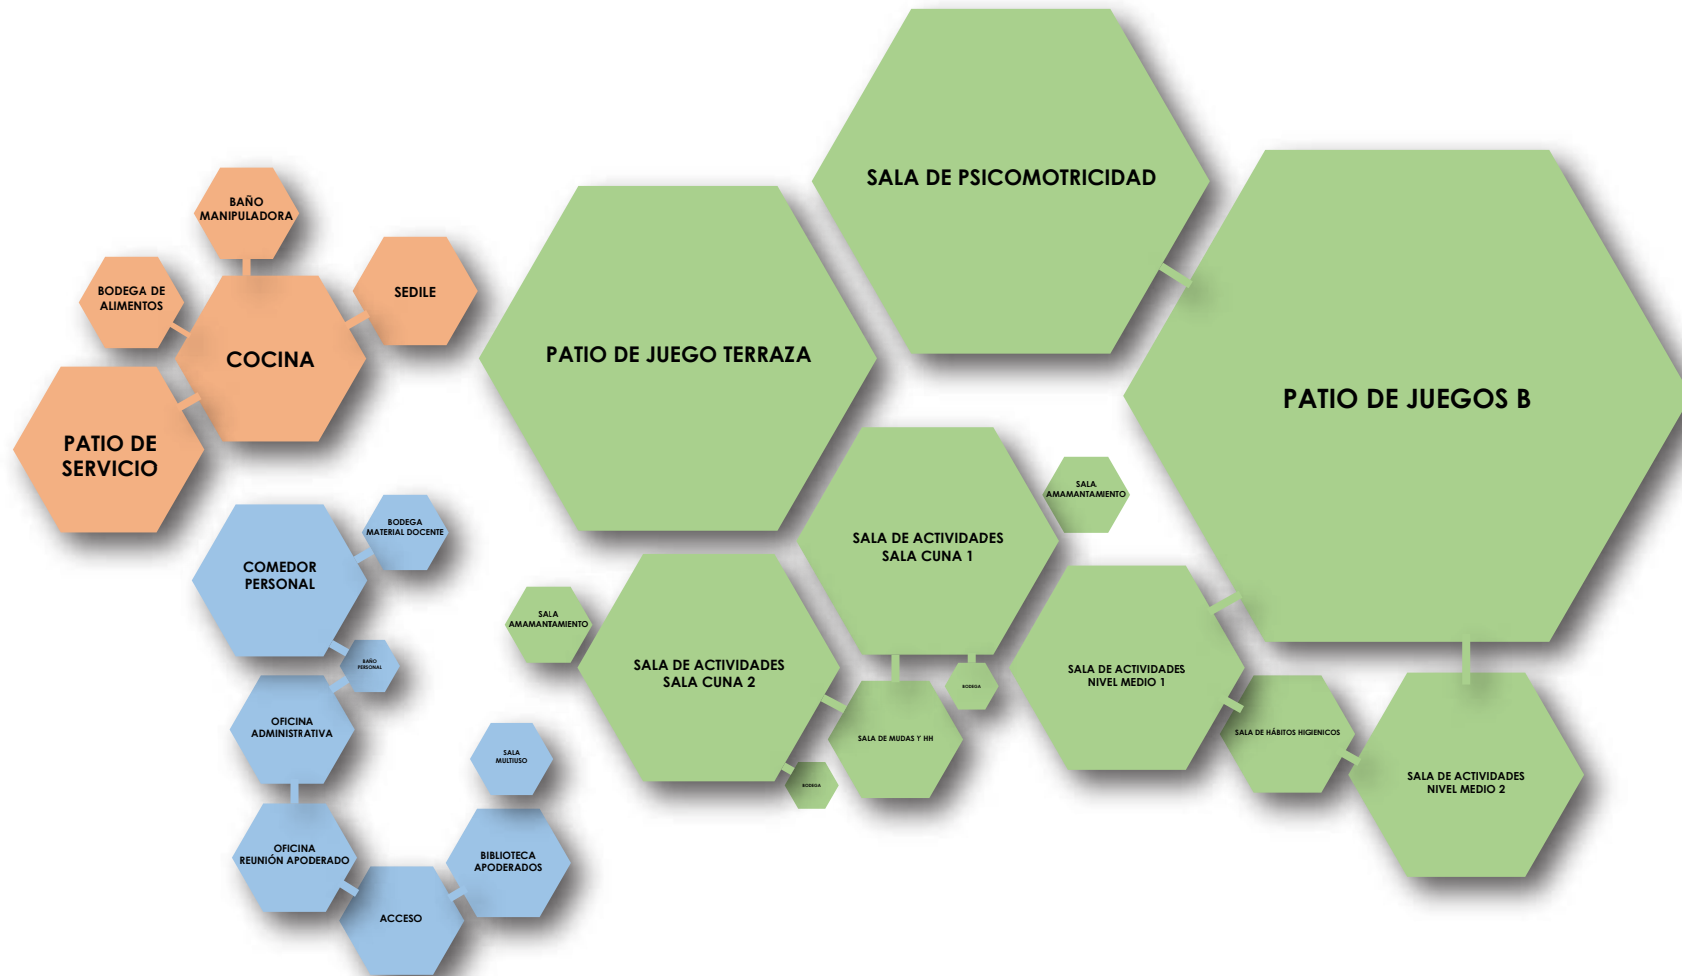 SALA DE PSICOMOTRICIDAD
BAÑO
MANIPULADORA
BODEGA DE
ALIMENTOS
SEDILE
COCINA
PATIO DE
SERVICIO
PATIO DE JUEGO TERRAZA
PATIO DE JUEGOS B
SALA
AMAMANTAMIENTO
SALA DE ACTIVIDADES
SALA CUNA 1
BODEGA
MATERIAL DOCENTE
COMEDOR
PERSONAL
BAÑO
PERSONAL
SALA
AMAMANTAMIENTO
SALA DE ACTIVIDADES
SALA CUNA 2
SALA DE ACTIVIDADES
NIVEL MEDIO 1
BODEGA
SALA DE MUDAS Y HH
BODEGA
SALA DE HÁBITOS HIGIENICOS
SALA DE ACTIVIDADES
NIVEL MEDIO 2
OFICINA
ADMINISTRATIVA
SALA
MULTIUSO
OFICINA
REUNIÓN APODERADO
BIBLIOTECA
APODERADOS
ACCESO